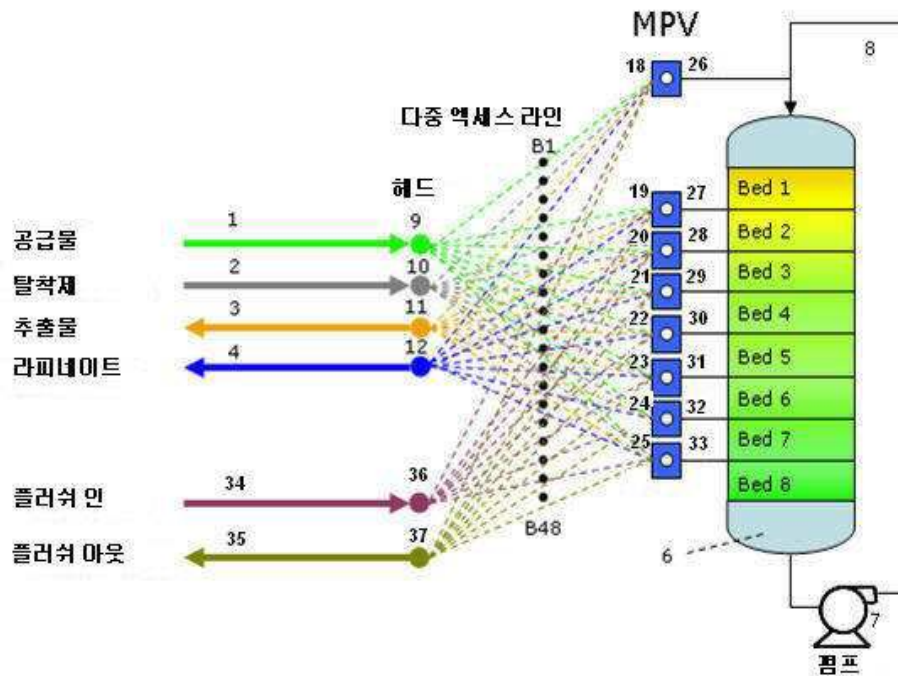 MPV
8
18 26
다중 엑세스 라인
B1
헤드
공급물 1 9
탈착제 2 10
추출물 3 11
라피네이트 4 12
19 27 Bed 1
20 28 Bed 2
21 29 Bed 3
22 30 Bed 4
23 31 Bed 5
24 32 Bed 6
25 33 Bed 7
Bed 8
플러쉬 인 34 36
플러쉬 아웃 35 37
B48
6
7
펌프